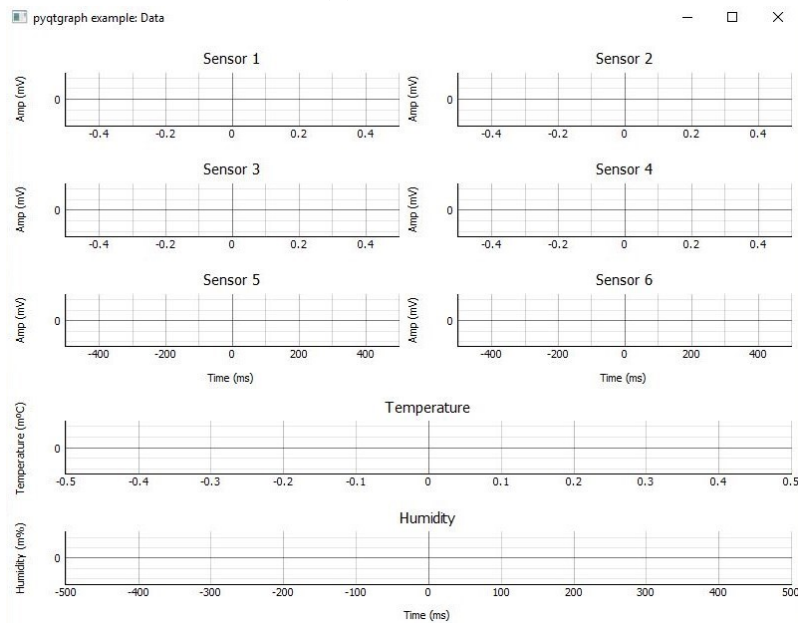 pyqtgraph example: Data
Sensor 1
Amp (mV)
0
-0.4 -0.2 0 0.2 0.4
Sensor 2
Amp (mV)
0
-0.4 -0.2 0 0.2 0.4
Sensor 3
Amp (mV)
0
-0.4 -0.2 0 0.2 0.4
Sensor 4
Amp (mV)
0
-0.4 -0.2 0 0.2 0.4
Sensor 5
Amp (mV)
0
-400 -200 0 200 400
Time (ms)
Sensor 6
Amp (mV)
0
-400 -200 0 200 400
Time (ms)
Temperature
Temperature (mºC)
0
-0.5 -0.4 -0.3 -0.2 -0.1 0 0.1 0.2 0.3 0.4 0.5
Humidity
Humidity (m%)
0
-500 -400 -300 -200 -100 0 100 200 300 400 500
Time (ms)